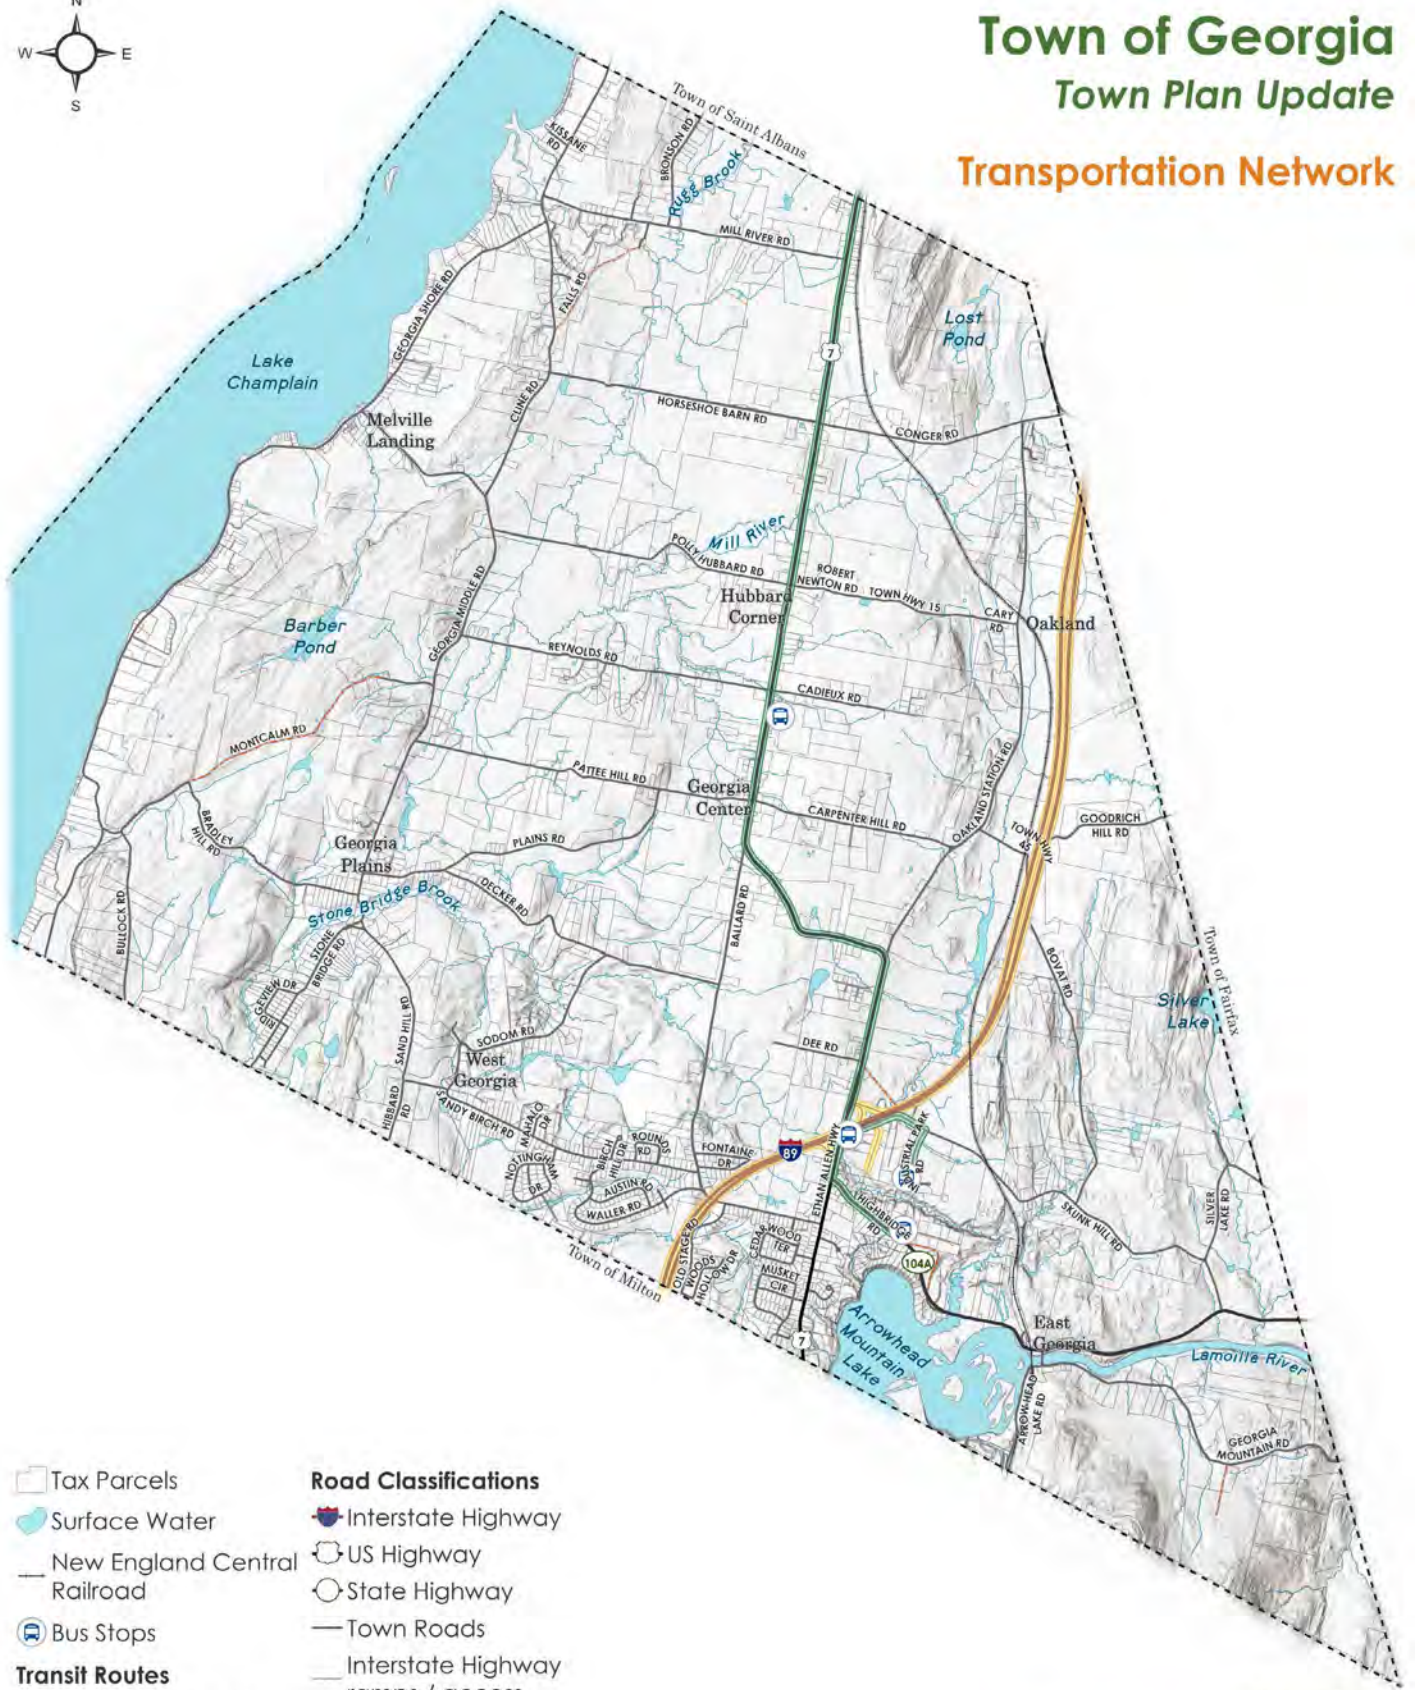 N
W
E
S
Town of Georgia
Town Plan Update
Transportation Network
Town of Saint Albans
KISSANE
RD
BRONSON RD
Rugg Brook
MILL RIVER RD
FALLS RD
GEORGIA SHORE RD
7
Lost
Pond
Lake
Champlain
CLINE RD
HORSESHOE BARN RD
CONGER RD
Melville
Landing
Mill River
POLLY HUBBARD RD
ROBERT
NEWTON RD
TOWN HWY 15
CARY
RD
Hubbard
Corner
Oakland
Barber
Pond
GEORGIA MIDDLE RD
REYNOLDS RD
CADIEUX RD
MONTCALM RD
PATTEE HILL RD
Georgia
Center
CARPENTER HILL RD
OAKLAND STATION RD
TOWN HWY
45
GOODRICH
HILL RD
BRADLEY
HILL RD
Georgia
Plains
PLAINS RD
DECKER RD
Stone Bridge Brook
BULLOCK RD
STONE
BRIDGE RD
BALLARD RD
BOVAT RD
Town of Fairfax
Silver
Lake
RIDGEVIEW DR
SAND HILL RD
SODOM RD
DEE RD
West
Georgia
HIBBARD
RD
SANDY BIRCH RD
MAHALO
DR
BIRCH
HILL DR
ROUNDS
RD
FONTAINE
DR
89
ETHAN ALLEN HWY
INDUSTRIAL PARK
RD
NOTTINGHAM
DR
AUSTIN RD
WALLER RD
HIGHBRIDGE
RD
SKUNK HILL RD
SILVER
LAKE RD
Town of Milton
OLD STAGE RD
WOODS
HOLLOW DR
CEDARWOOD
TER
MUSKET
CIR
104A
7
Arrowhead
Mountain
Lake
East
Georgia
Lamoille River
ARROWHEAD
LAKE RD
GEORGIA
MOUNTAIN RD
Tax Parcels
Surface Water
New England Central
Railroad
Bus Stops
Transit Routes
Road Classifications
Interstate Highway
US Highway
State Highway
Town Roads
Interstate Highway
ramps / access